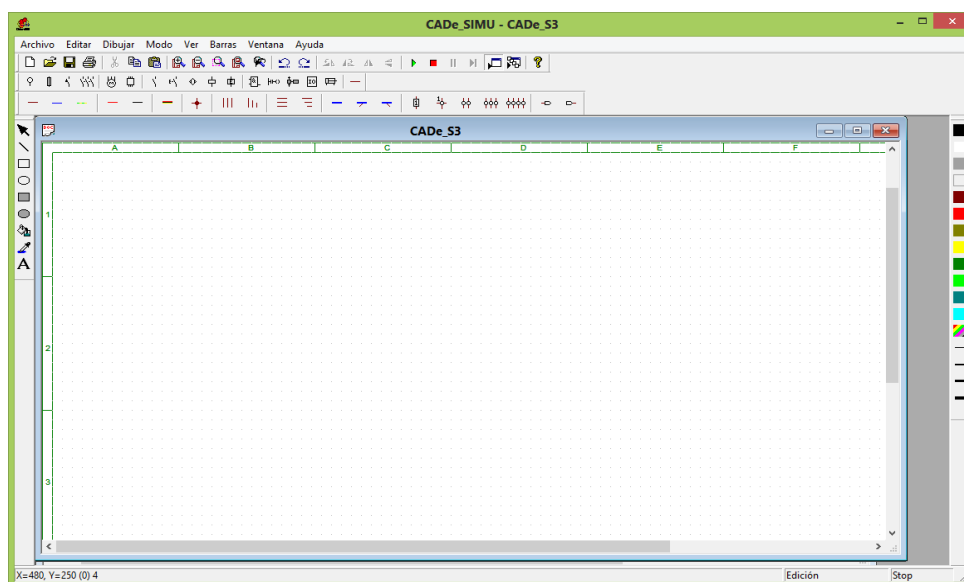 CADe_SIMU - CADe_S3
Archivo Editar Dibujar Modo Ver Barras Ventana Ayuda
CADe_S3
A B C D E F
1
2
3
A
X=480, Y=250 (0) 4 Edición Stop